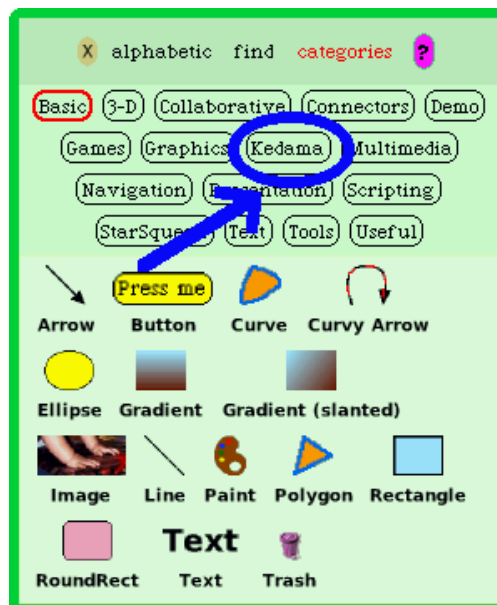 X alphabetic find categories ?
Basic 3-D Collaborative Connectors Demo
Games Graphics Kedama Multimedia
Navigation Presentation Scripting
StarSqueak Text Tools Useful
Press me
Arrow Button Curve Curvy Arrow
Ellipse Gradient Gradient (slanted)
Image Line Paint Polygon Rectangle
Text
RoundRect Text Trash